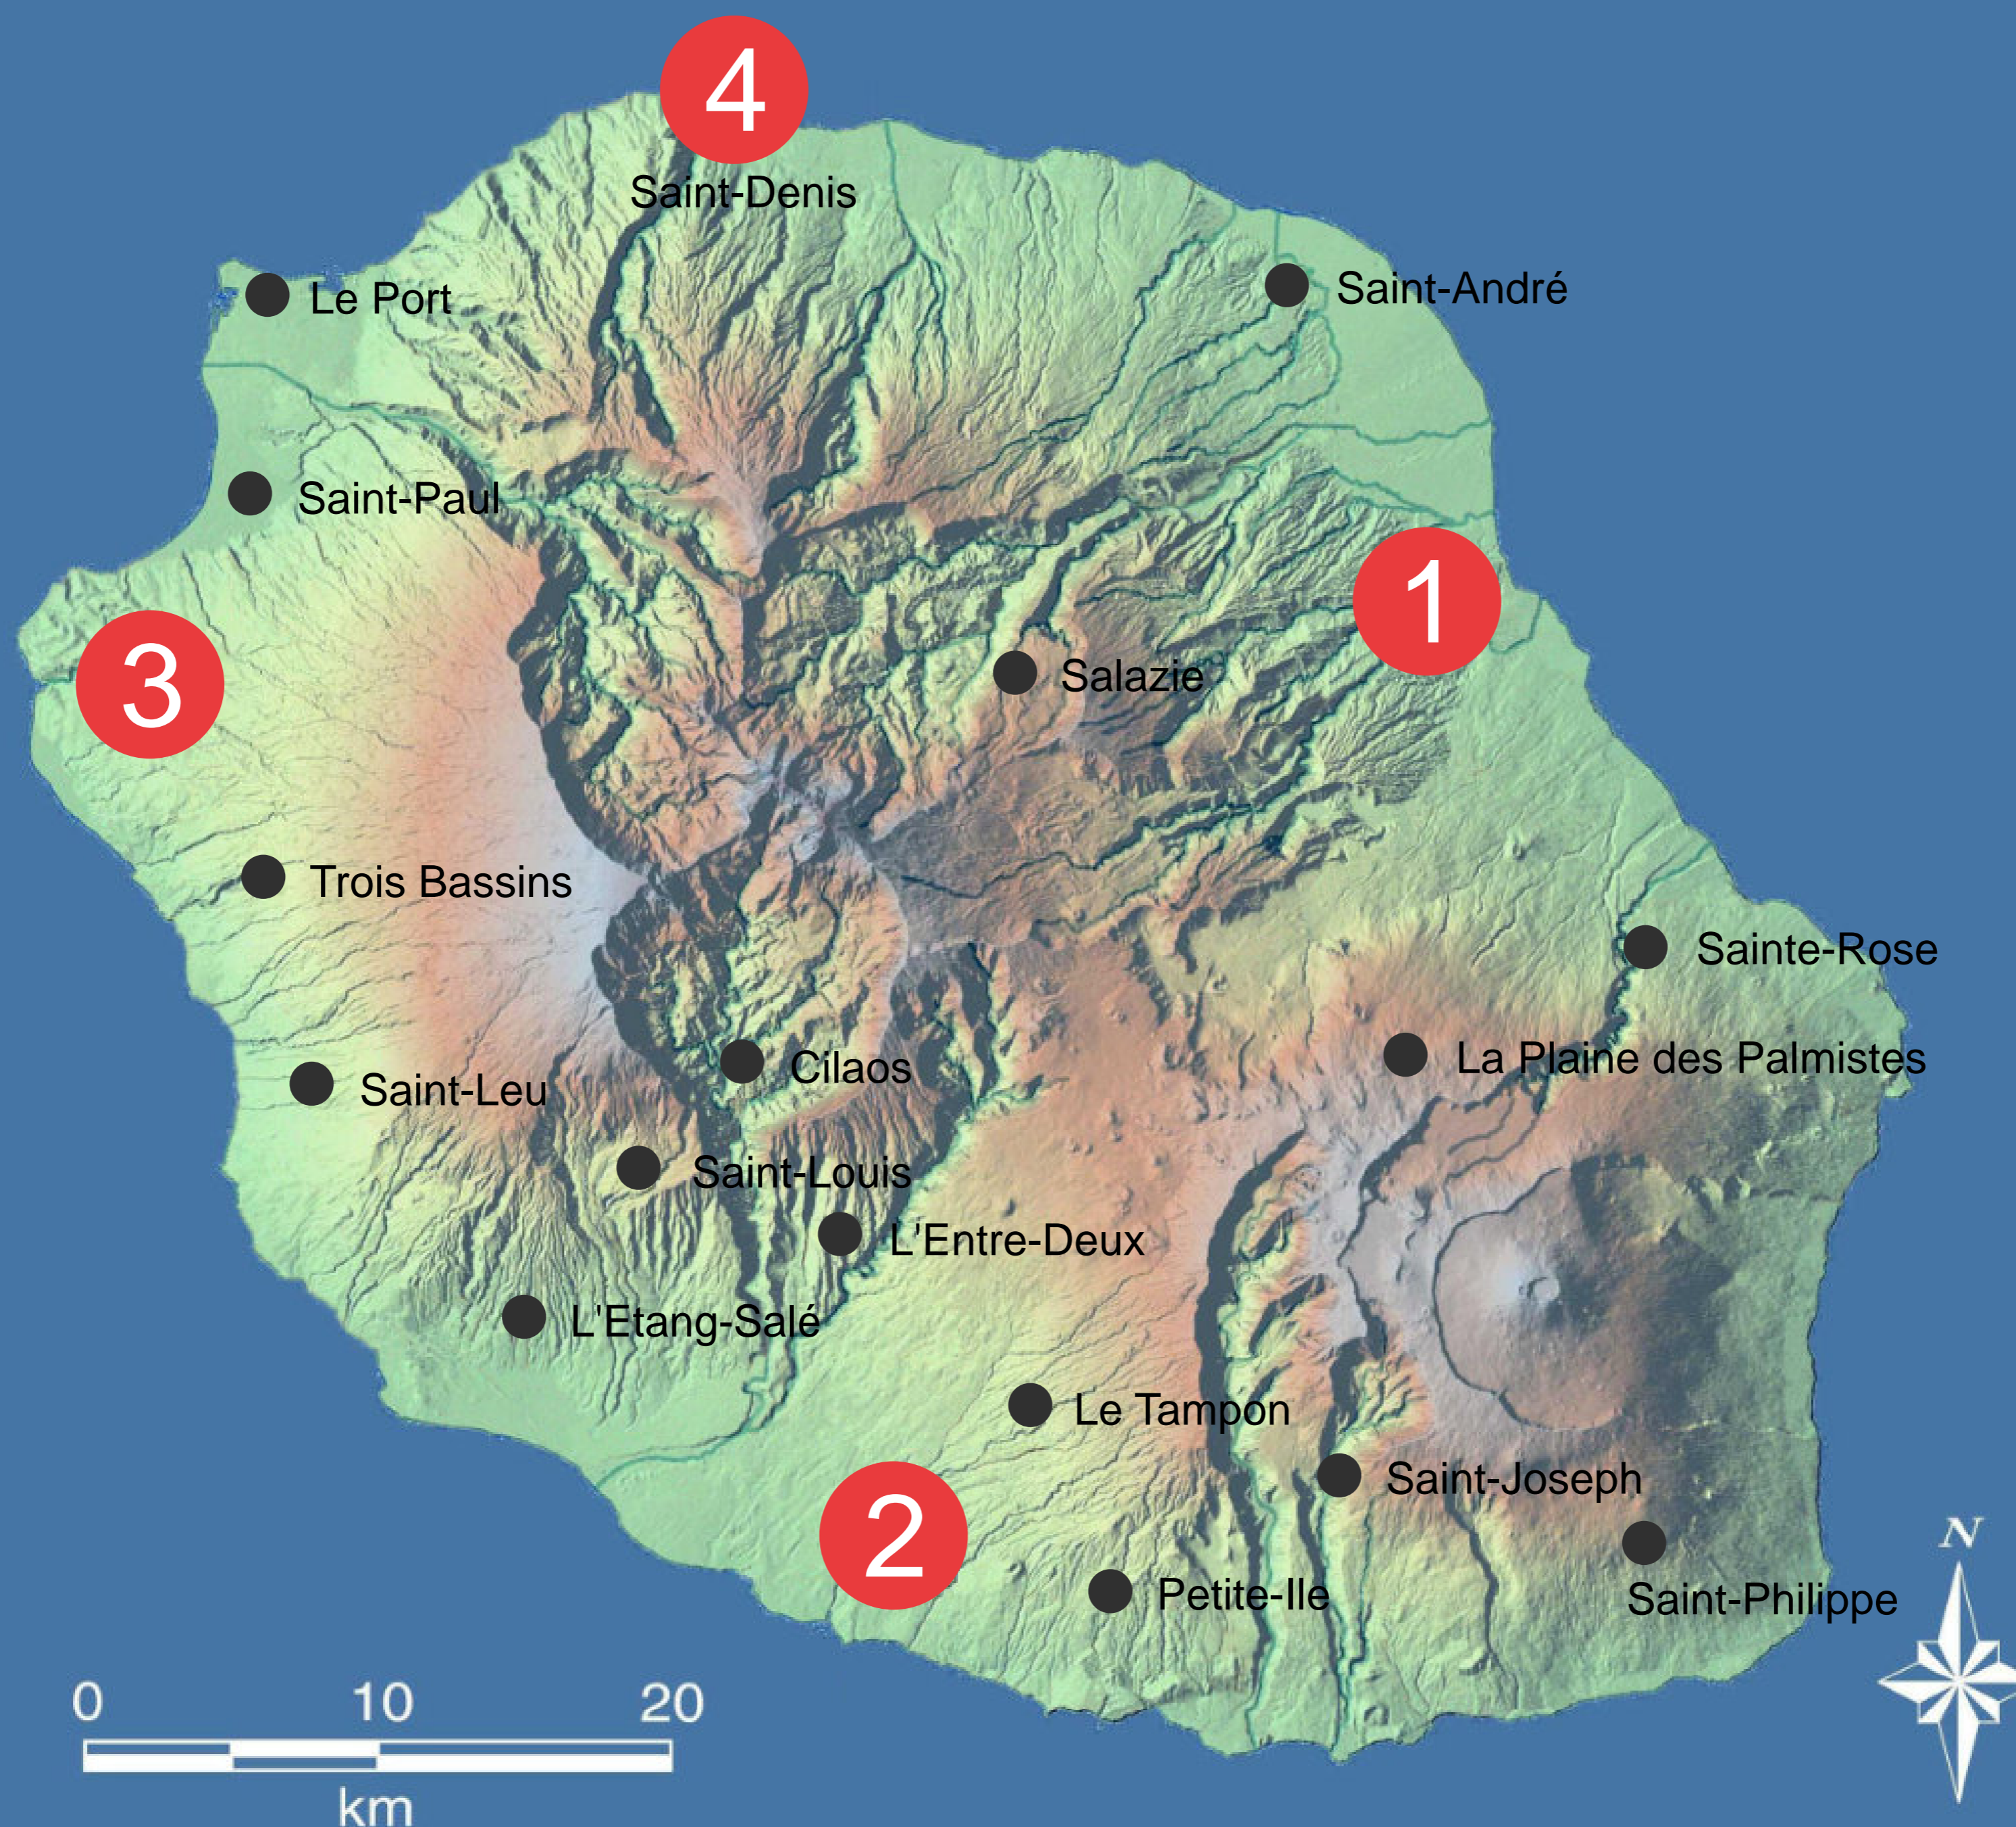 4
Saint-Denis
Le Port
Saint-André
Saint-Paul
1
3
Salazie
Trois Bassins
Sainte-Rose
La Plaine des Palmistes
Cilaos
Saint-Leu
Saint-Louis
L'Entre-Deux
L'Etang-Salé
Le Tampon
Saint-Joseph
2
Petite-Ile
Saint-Philippe
N
0 10 20
km